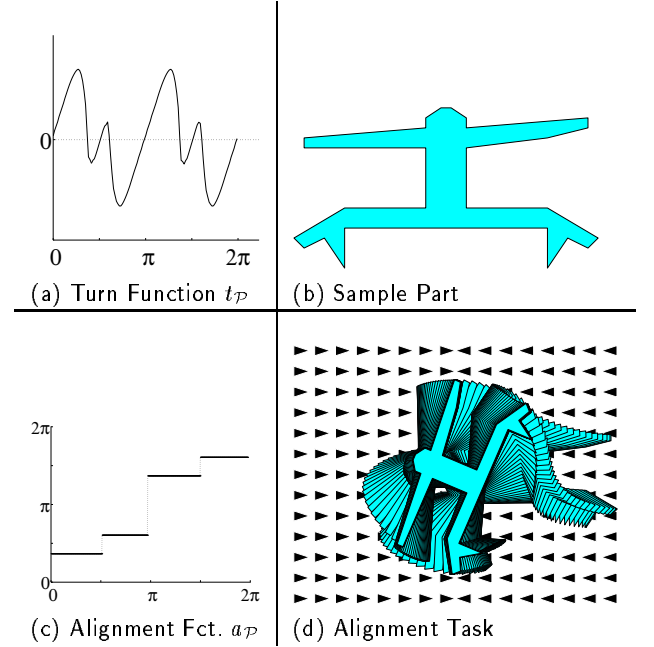 0
0 π 2π
(a) Turn Function t𝒫
(b) Sample Part
2π
π
0
0 π 2π
(c) Alignment Fct. a𝒫
(d) Alignment Task